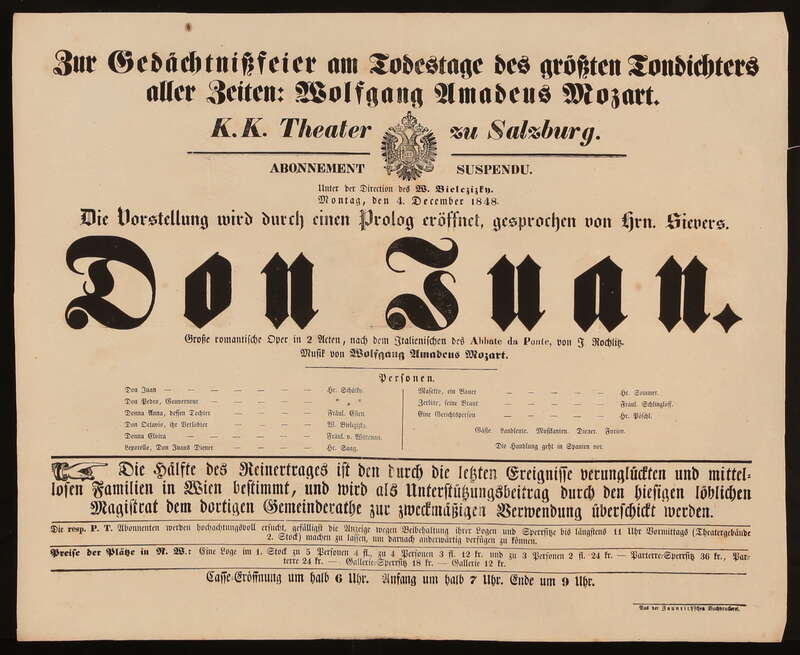 Zur Gedächtnißfeier am Todestage des größten Tondichters
aller Zeiten: Wolfgang Amadeus Mozart.
K. K. Theater zu Salzburg.
ABONNEMENT SUSPENDU.
Unter der Direction des W. Bielczizky.
Montag, den 4. December 1848.
Die Vorstellung wird durch einen Prolog eröffnet, gesprochen von Hrn. Sievers.
Don Juan.
Große romantische Oper in 2 Acten, nach dem Italienischen des Abbate da Ponte, von J. Rochlitz.
Musik von Wolfgang Amadeus Mozart.
Personen.
Don Juan — — — — — — Hr.
Don Pedro, Gouverneur — — — — — " * "
Donna Anna, dessen Tochter — — — — — Fräul. Eßlen.
Don Octavio, ihr Verlobter — — — — — W. Bielczizky.
Donna Elvira — — — — — — Fräul. v.
Leporello, Don Juans Diener — — — — — Hr. Saag.
Masetto, ein Bauer — — — — — Hr. Sommer.
Zerline, seine Braut — — — — — Fräul. Schlingloff.
Eine Gerichtsperson — — — — — Hr. Pöschl.
Gäste. Landleute. Musikanten. Diener. Furien.
Die Handlung geht in Spanien vor.
Die Hälfte des Reinertrages ist den durch die letzten Ereignisse verunglückten und mittel-
losen Familien in Wien bestimmt, und wird als Unterstützungsbeitrag durch den hiesigen löblichen
Magistrat dem dortigen Gemeinderathe zur zweckmäßigen Verwendung überschickt werden.
Die resp. P. T. Abonnenten werden hochachtungsvoll ersucht, gefälligst die Anzeige wegen Beibehaltung ihrer Logen und Sperrsitze bis längstens 11 Uhr Vormittags (Theatergebäude
2. Stock) machen zu lassen, um darnach anderwärtig verfügen zu können.
Preise der Plätze in R. W.: Eine Loge im 1. Stock zu 5 Personen 4 fl., zu 4 Personen 3 fl. 12 kr. und zu 3 Personen 2 fl. 24 kr. — Parterre-Sperrsitz 36 kr., Par-
terre 24 kr. — Gallerie-Sperrsitz 18 kr. — Gallerie 12 kr.
Casse-Eröffnung um halb 6 Uhr. Anfang um halb 7 Uhr. Ende um 9 Uhr.
Aus der Zaunrith'schen Buchdruckerei.